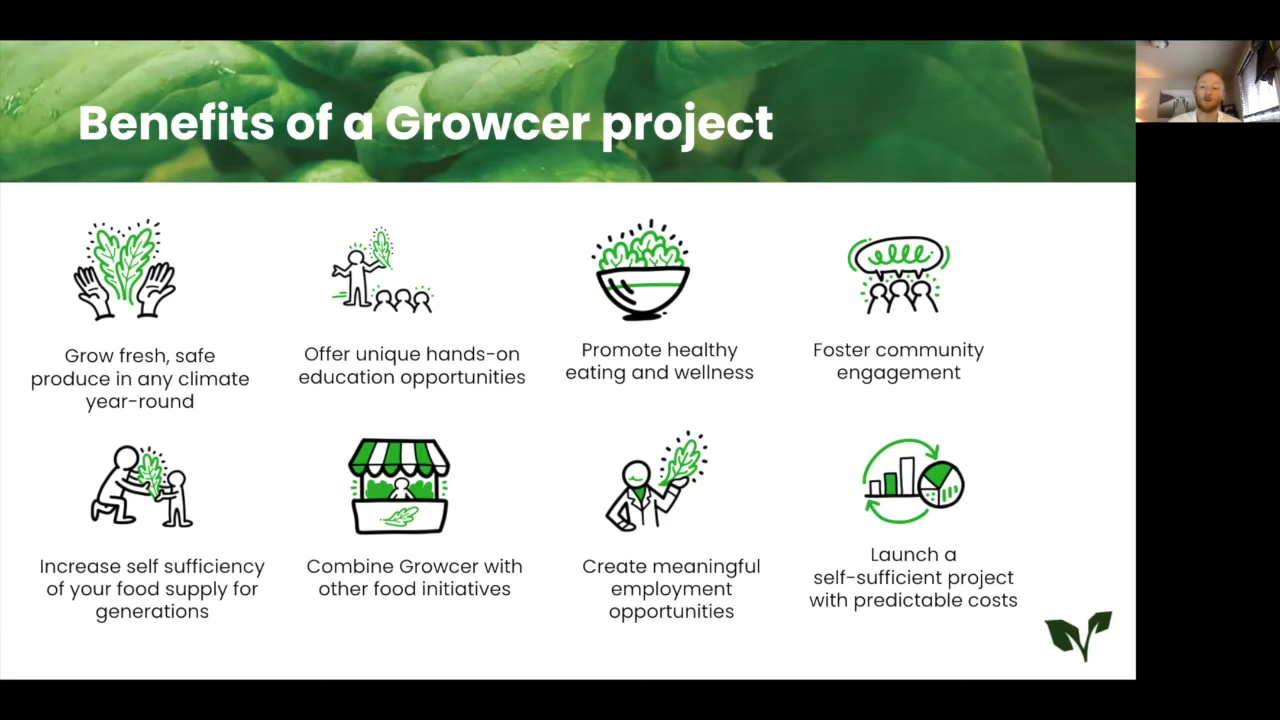 Benefits of a Growcer project
Grow fresh, safe
produce in any climate
year-round
Offer unique hands-on
education opportunities
Promote healthy
eating and wellness
Foster community
engagement
Increase self sufficiency
of your food supply for
generations
Combine Growcer with
other food initiatives
Create meaningful
employment
opportunities
Launch a
self-sufficient project
with predictable costs